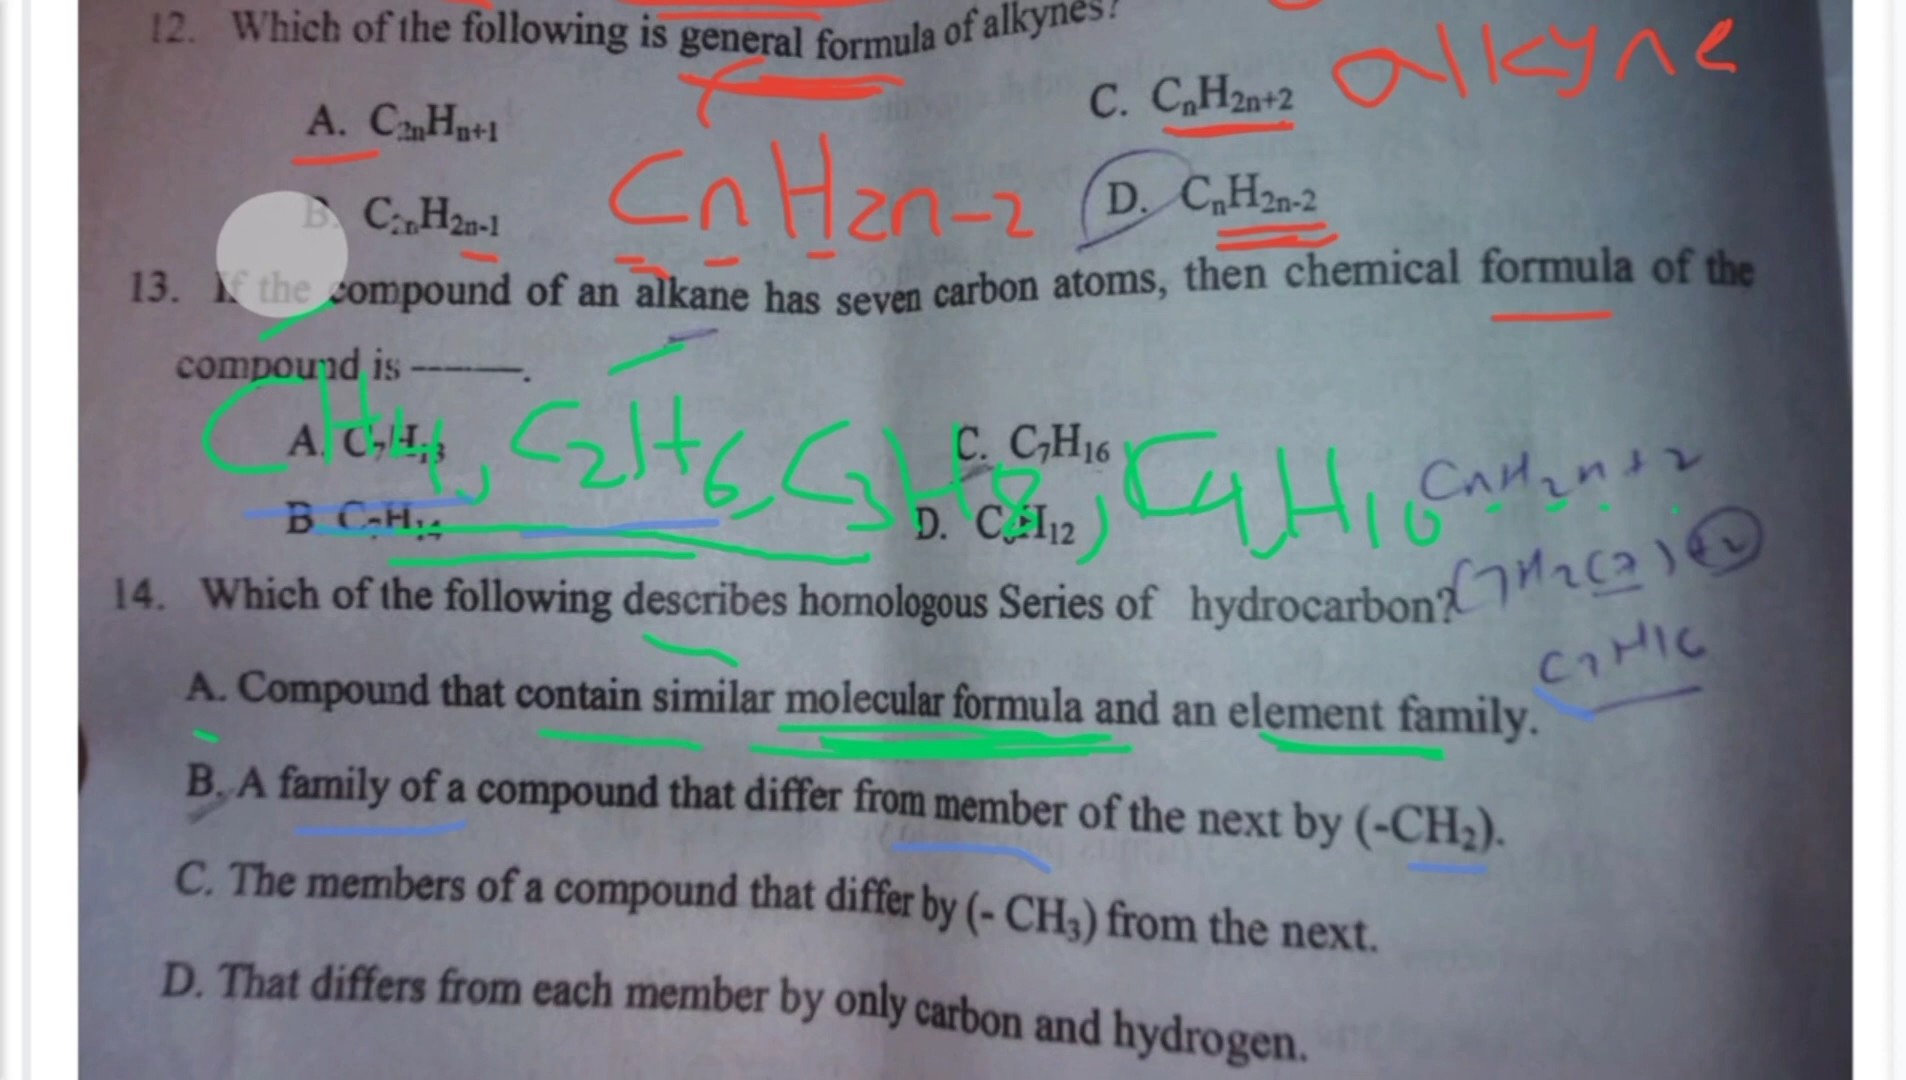 12. Which of the following is general formula of alkynes?
A. C2nHn+1
C. CnH2n+2 alkyne
B. C2nH2n-1 CnH2n-2
D. CnH2n-2
13. If the compound of an alkane has seven carbon atoms, then chemical formula of the
compound is -------.
CH4, C2H6, C3H8, C4H10
A. C7H13
C. C7H16
CnH2n+2
B. C7H14
D. H12
C7H2(7)+2
14. Which of the following describes homologous Series of hydrocarbon?
C7H16
A. Compound that contain similar molecular formula and an element family.
B. A family of a compound that differ from member of the next by (-CH2).
C. The members of a compound that differ by (- CH3) from the next.
D. That differs from each member by only carbon and hydrogen.